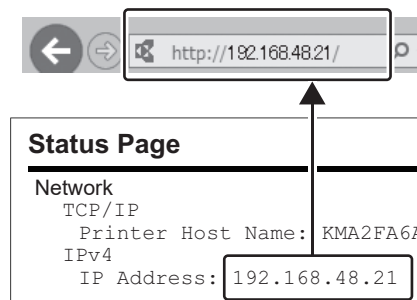 http://192.168.48.21/
Status Page
Network
TCP/IP
Printer Host Name: KMA2FA6A
IPv4
IP Address: 192.168.48.21